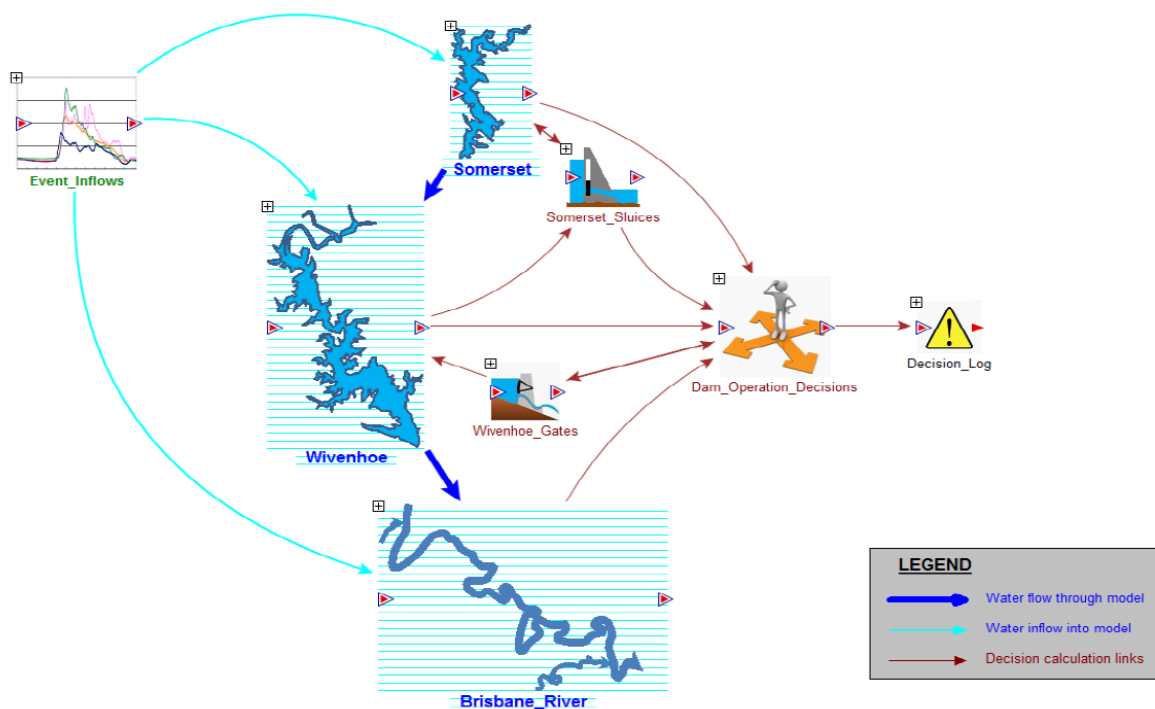 Event_Inflows
Somerset
Somerset_Sluices
Wivenhoe
Wivenhoe_Gates
Dam_Operation_Decisions
Decision_Log
Brisbane_River
LEGEND
Water flow through model
Water inflow into model
Decision calculation links